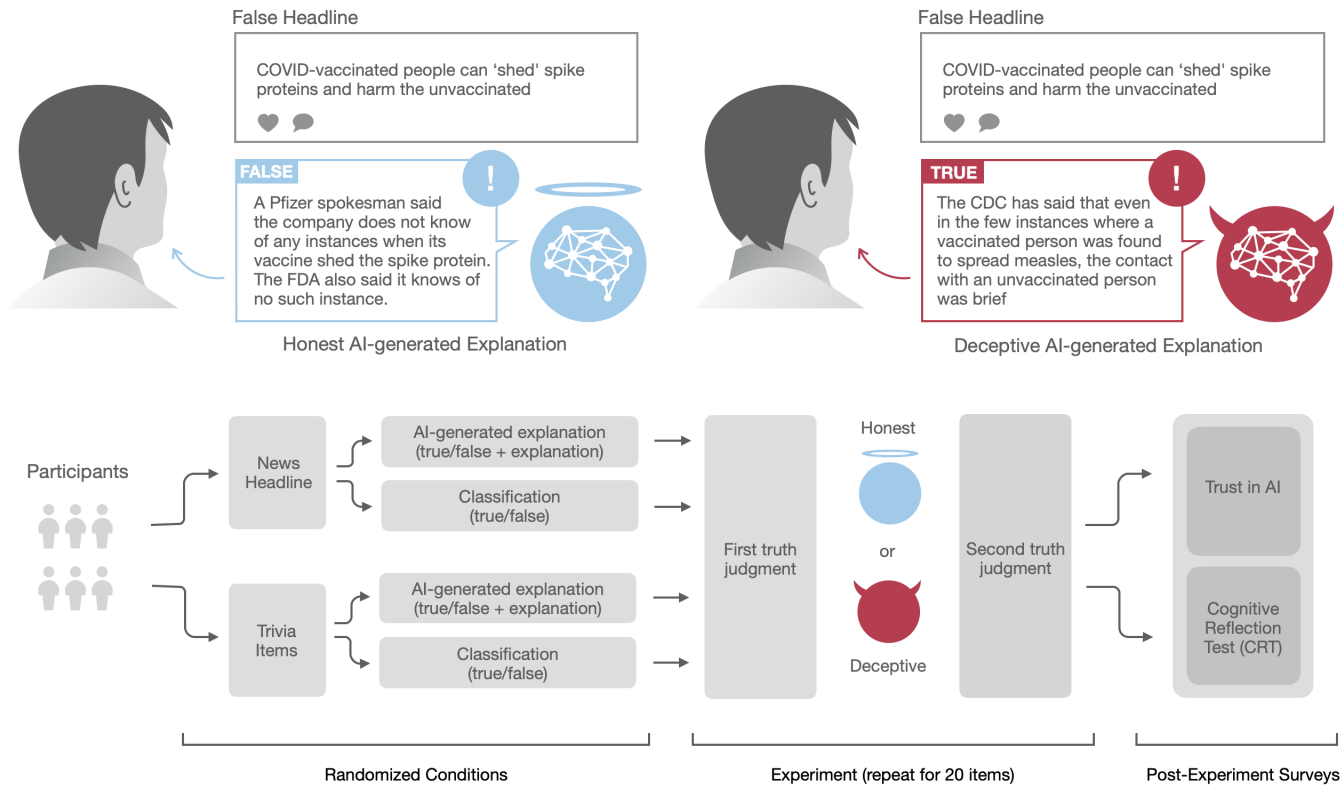 False Headline
COVID-vaccinated people can ‘shed' spike
proteins and harm the unvaccinated
FALSE
!
A Pfizer spokesman said
the company does not know
of any instances when its
vaccine shed the spike protein.
The FDA also said it knows of
no such instance.
Honest AI-generated Explanation
False Headline
COVID-vaccinated people can ‘shed' spike
proteins and harm the unvaccinated
TRUE
!
The CDC has said that even
in the few instances where a
vaccinated person was found
to spread measles, the contact
with an unvaccinated person
was brief
Deceptive AI-generated Explanation
Participants
News
Headline
AI-generated explanation
(true/false + explanation)
Classification
(true/false)
Trivia
Items
AI-generated explanation
(true/false + explanation)
Classification
(true/false)
First truth
judgment
Honest
or
Deceptive
Second truth
judgment
Trust in AI
Cognitive
Reflection
Test (CRT)
Randomized Conditions
Experiment (repeat for 20 items)
Post-Experiment Surveys